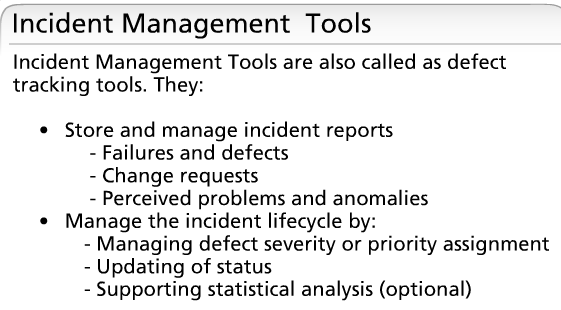 Incident Management  Tools
Incident Management Tools are also called as defect
tracking tools. They:
• Store and manage incident reports
- Failures and defects
- Change requests
- Perceived problems and anomalies
• Manage the incident lifecycle by:
- Managing defect severity or priority assignment
- Updating of status
- Supporting statistical analysis (optional)